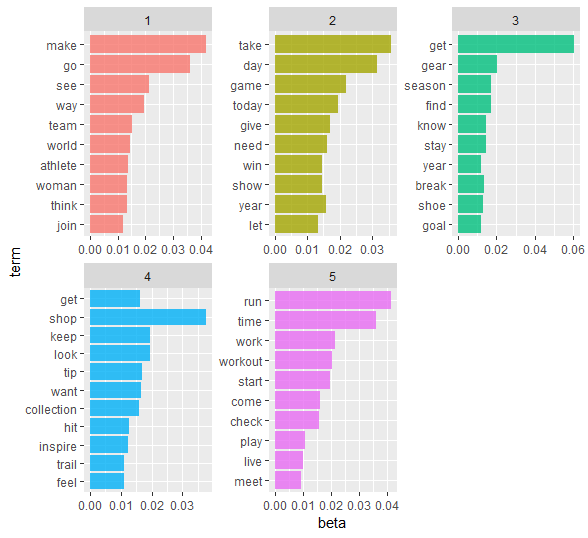 1
2
3
make
go
see
way
team
world
athlete
woman
think
join
0.00 0.01 0.02 0.03 0.04
take
day
game
today
give
need
win
show
year
let
0.00 0.01 0.02 0.03
get
gear
season
find
know
stay
year
break
shoe
goal
0.00 0.02 0.04 0.06
term
4
5
get
shop
keep
look
tip
want
collection
hit
inspire
trail
feel
0.00 0.01 0.02 0.03
run
time
work
workout
start
come
check
play
live
meet
0.00 0.01 0.02 0.03 0.04
beta